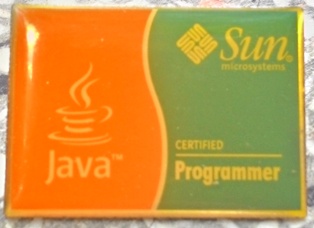 Sun
microsystems
Java™
CERTIFIED
Programmer